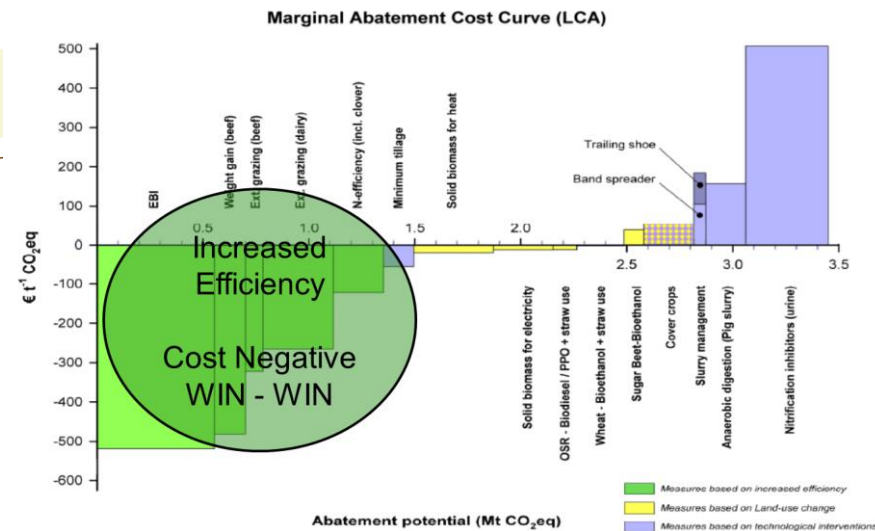 Marginal Abatement Cost Curve (LCA)
€ t⁻¹ CO₂eq
500
400
300
200
100
0
-100
-200
-300
-400
-500
-600
EBI
Weight gain (beef)
Ext. grazing (beef)
Ext. grazing (dairy)
N-efficiency (incl. clover)
Minimum tillage
Solid biomass for heat
Trailing shoe
Band spreader
0.5
1.0
1.5
2.0
2.5
3.0
3.5
Increased
Efficiency
Cost Negative
WIN - WIN
Solid biomass for electricity
OSR - Biodiesel / PPO + straw use
Wheat - Bioethanol + straw use
Sugar Beet-Bioethanol
Cover crops
Slurry management
Anaerobic digestion (Pig slurry)
Nitrification inhibitors (urine)
Abatement potential (Mt CO₂eq)
Measures based on increased efficiency
Measures based on Land-use change
Measures based on technological interventions